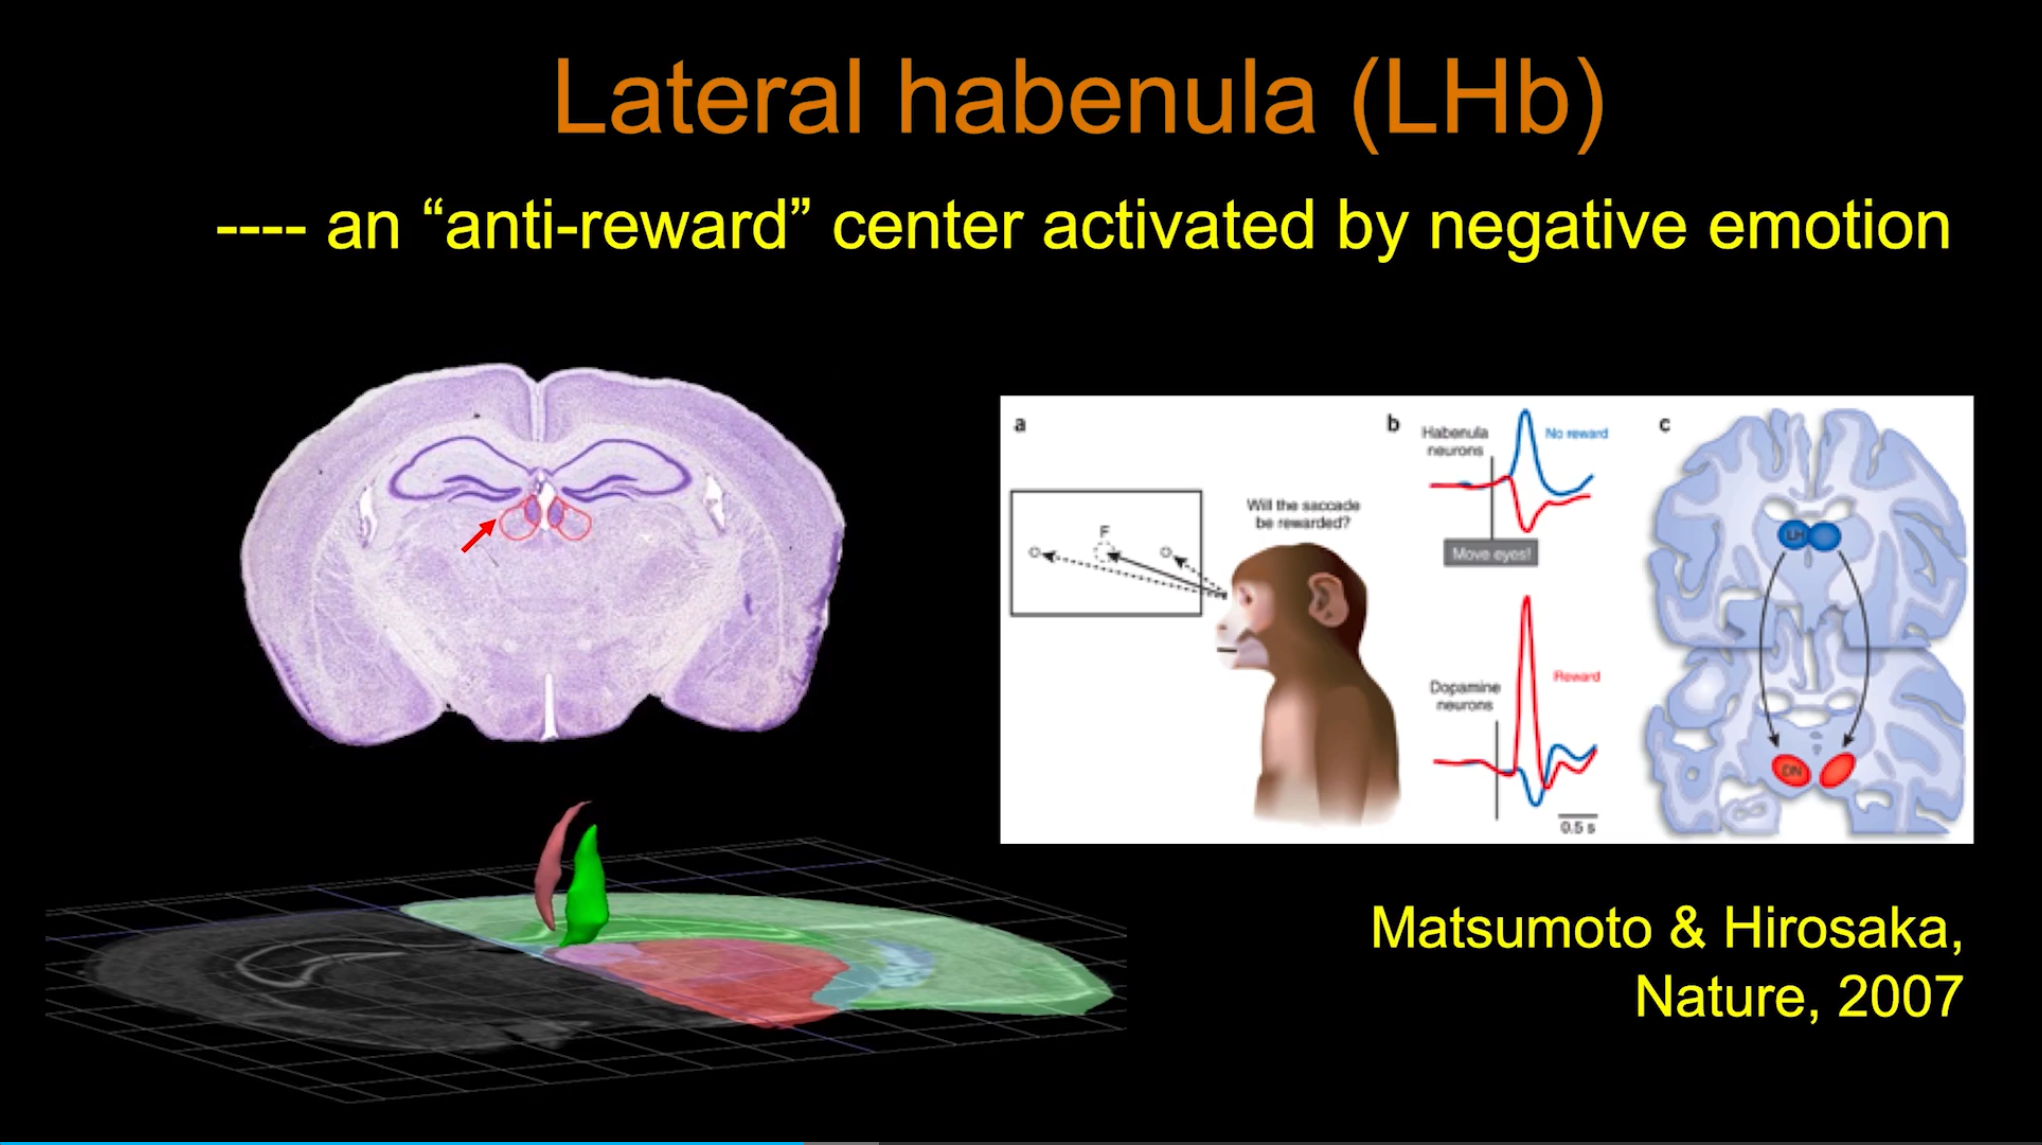 Lateral habenula (LHb)
---- an “anti-reward” center activated by negative emotion
a
F
Will the saccade
be rewarded?
b
Habenula
neurons
No reward
Move eyes!
Dopamine
neurons
Reward
0.5 s
c
LH
DN
Matsumoto & Hirosaka,
Nature, 2007